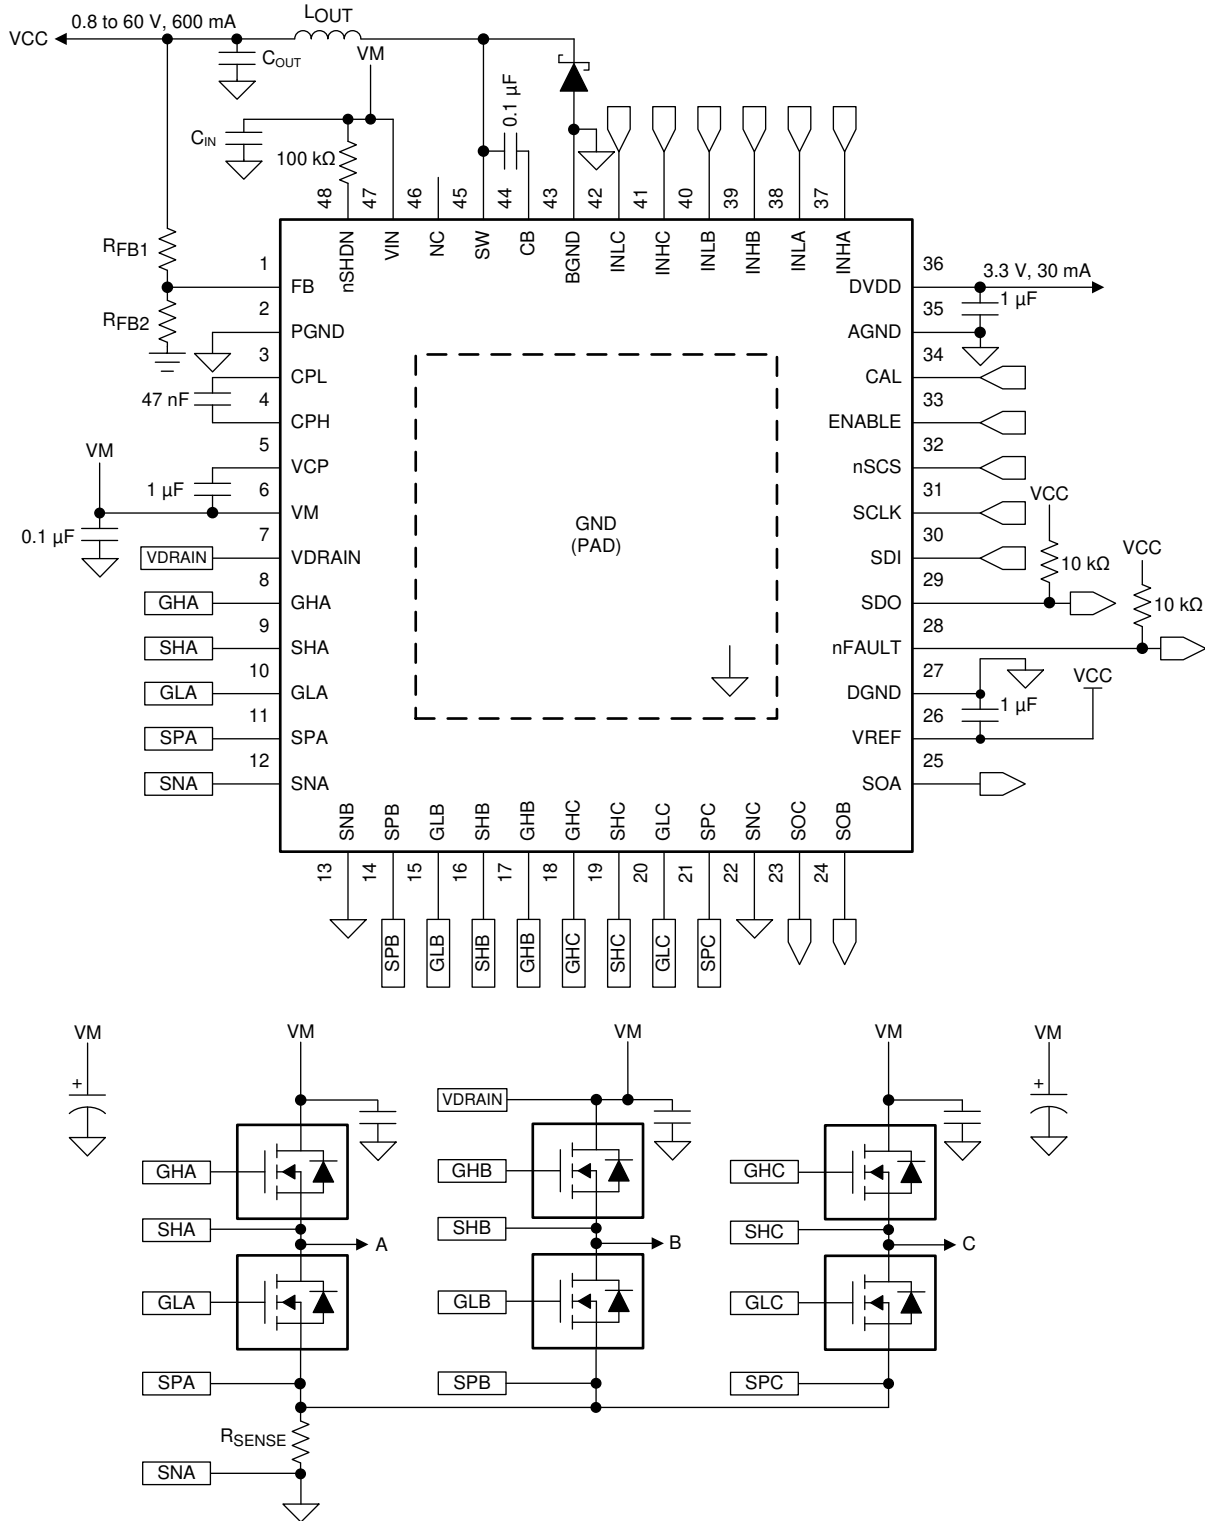 VCC
0.8 to 60 V, 600 mA
LOUT
COUT
VM
CIN
100 kΩ
0.1 µF
48
47
46
45
44
43
42
41
40
39
38
37
nSHDN
VIN
NC
SW
CB
BGND
INLC
INHC
INLB
INHB
INLA
INHA
RFB1
RFB2
1
FB
2
PGND
3
CPL
47 nF
4
CPH
5
VCP
VM
1 µF
6
VM
0.1 µF
7
VDRAIN
VDRAIN
8
GHA
GHA
9
SHA
SHA
10
GLA
GLA
11
SPA
SPA
12
SNA
SNA
GND
(PAD)
36
DVDD
3.3 V, 30 mA
1 µF
35
AGND
34
CAL
33
ENABLE
32
nSCS
31
SCLK
VCC
30
SDI
10 kΩ
VCC
29
SDO
10 kΩ
28
nFAULT
27
DGND
VCC
1 µF
26
VREF
25
SOA
SNB
SPB
GLB
SHB
GHB
GHC
SHC
GLC
SPC
SNC
SOC
SOB
13
14
15
16
17
18
19
20
21
22
23
24
SPB
GLB
SHB
GHB
GHC
SHC
GLC
SPC
VM
+
VM
VM
VM
VM
+
VDRAIN
GHA
GHB
GHC
SHA
SHB
SHC
A
B
C
GLA
GLB
GLC
SPA
SPB
SPC
RSENSE
SNA